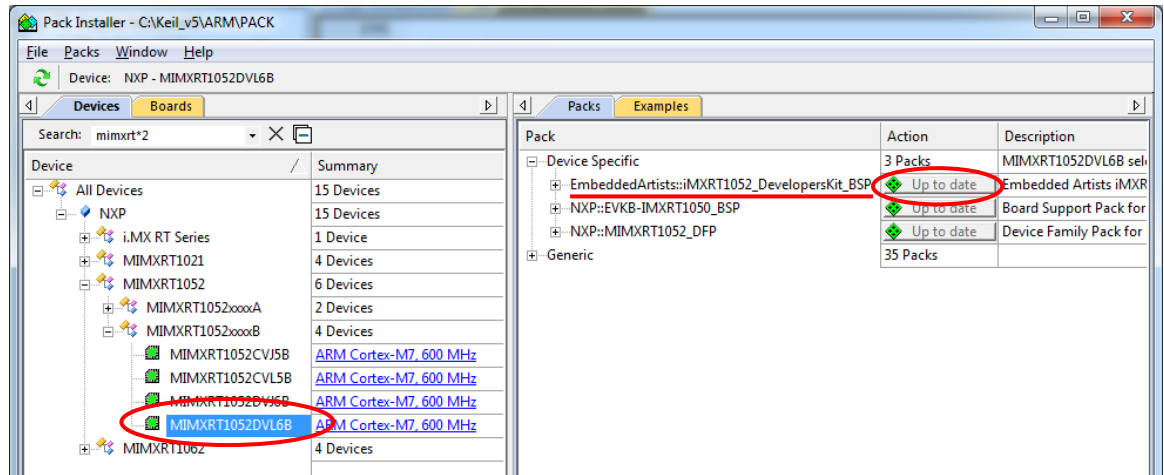 Pack Installer - C:\Keil_v5\ARM\PACK
File Packs Window Help
Device: NXP - MIMXRT1052DVL6B
Devices Boards
Search: mimxrt*2
Device Summary
All Devices 15 Devices
NXP 15 Devices
i.MX RT Series 1 Device
MIMXRT1021 4 Devices
MIMXRT1052 6 Devices
MIMXRT1052xxxxA 2 Devices
MIMXRT1052xxxxB 4 Devices
MIMXRT1052CVJ5B ARM Cortex-M7, 600 MHz
MIMXRT1052CVL5B ARM Cortex-M7, 600 MHz
MIMXRT1052DVJ6B ARM Cortex-M7, 600 MHz
MIMXRT1052DVL6B ARM Cortex-M7, 600 MHz
MIMXRT1062 4 Devices
Packs Examples
Pack Action Description
Device Specific 3 Packs MIMXRT1052DVL6B sele
EmbeddedArtists::iMXRT1052_DevelopersKit_BSP Up to date Embedded Artists iMXR
NXP::EVKB-IMXRT1050_BSP Up to date Board Support Pack for
NXP::MIMXRT1052_DFP Up to date Device Family Pack for
Generic 35 Packs